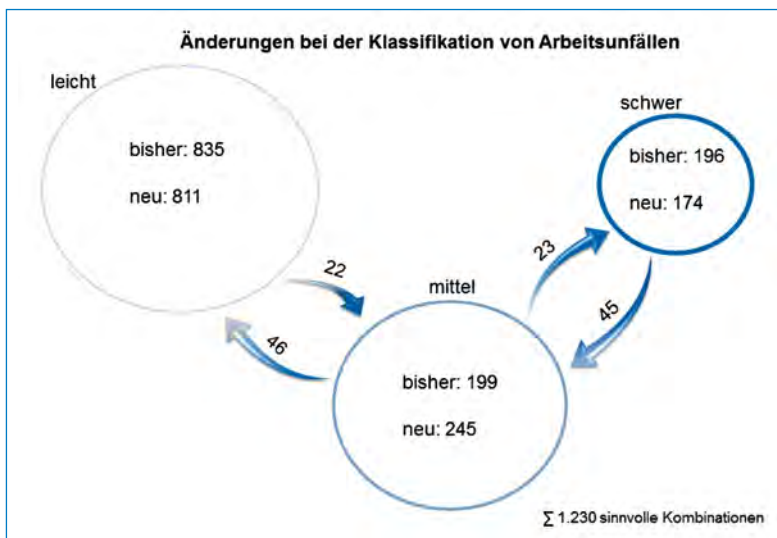 Änderungen bei der Klassifikation von Arbeitsunfällen
leicht
bisher: 835
neu: 811
schwer
bisher: 196
neu: 174
22
46
23
45
mittel
bisher: 199
neu: 245
∑ 1.230 sinnvolle Kombinationen